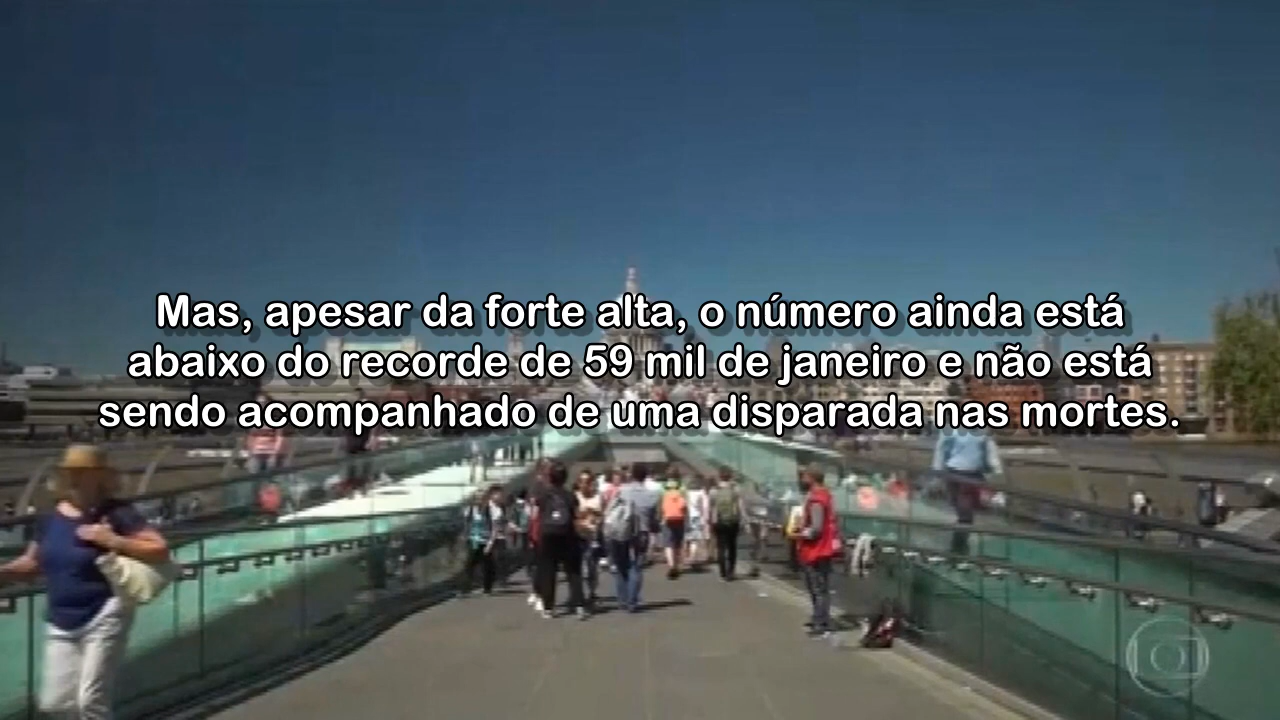 Mas, apesar da forte alta, o número ainda está
abaixo do recorde de 59 mil de janeiro e não está
sendo acompanhado de uma disparada nas mortes.